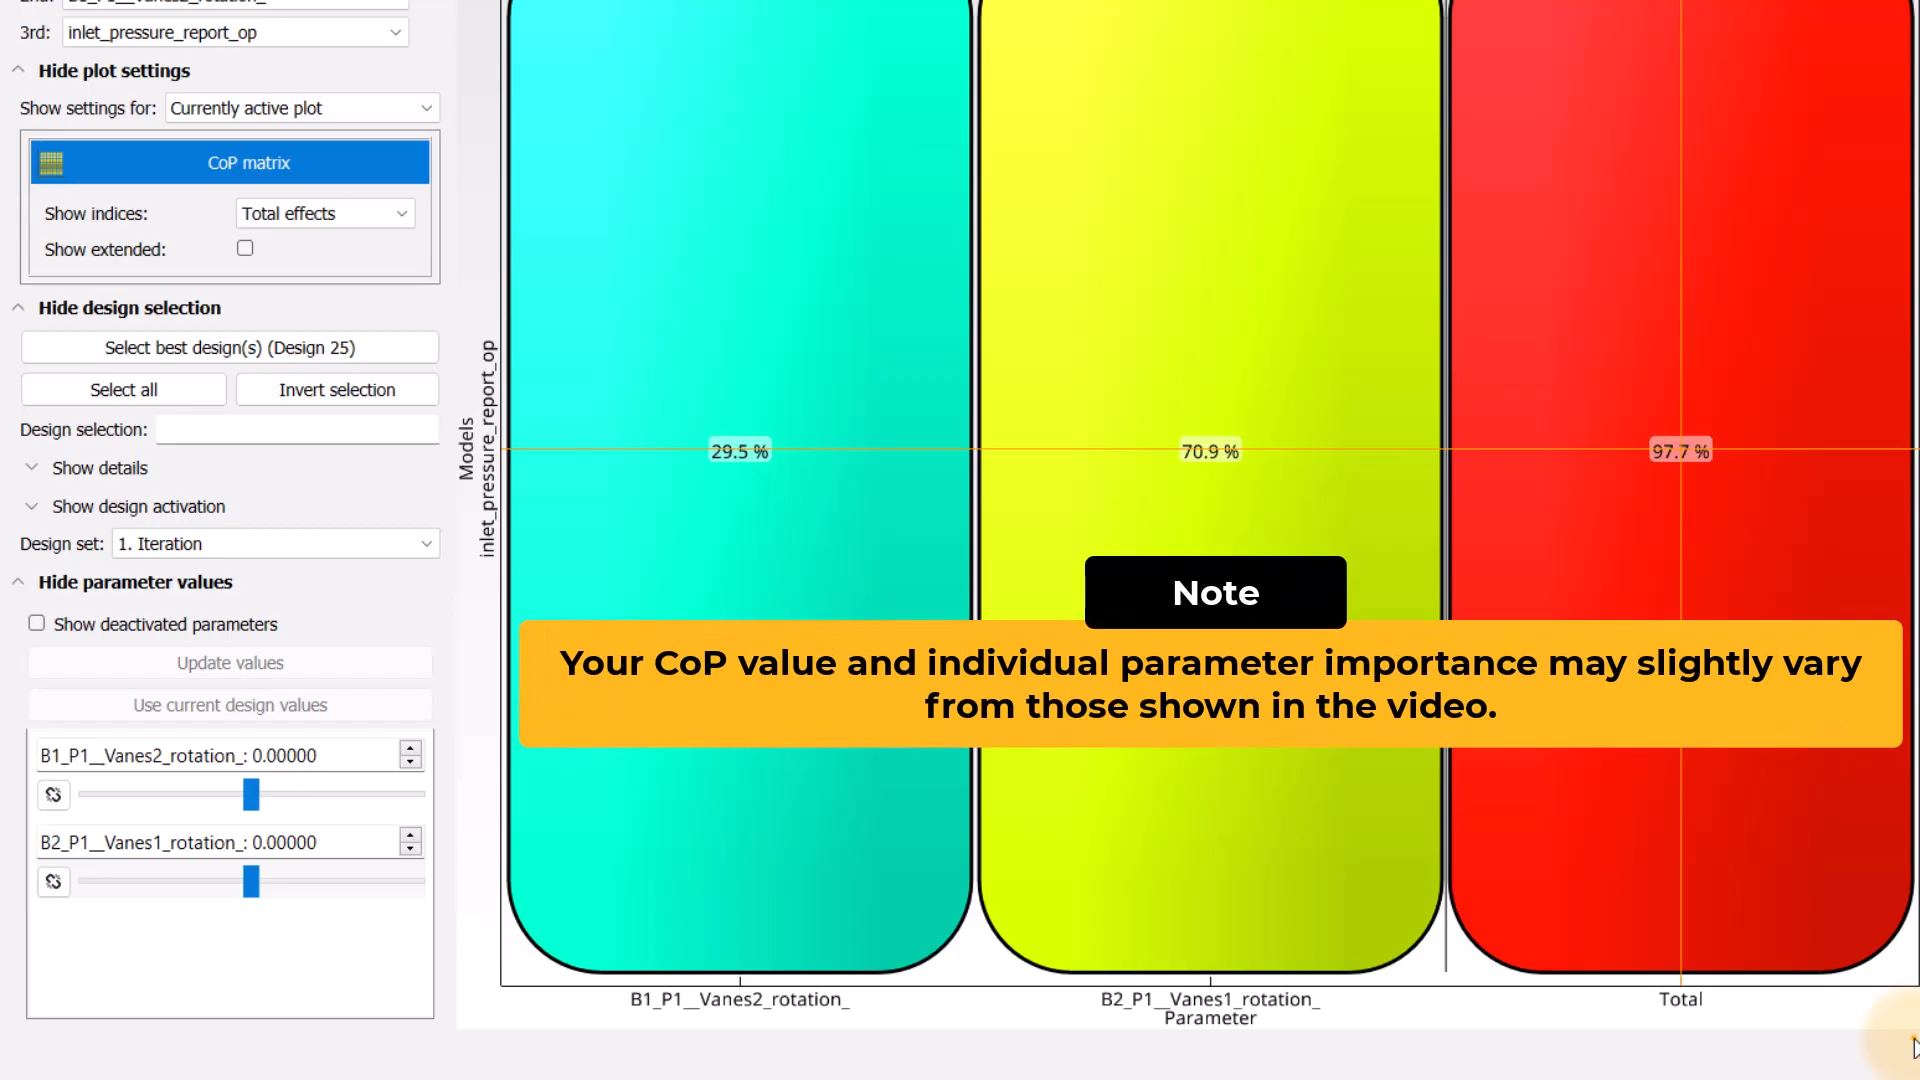 3rd: inlet_pressure_report_op
Hide plot settings
Show settings for: Currently active plot
CoP matrix
Show indices: Total effects
Show extended:
Hide design selection
Select best design(s) (Design 25)
Select all Invert selection
Design selection:
Show details
Show design activation
Design set: 1. Iteration
Hide parameter values
Show deactivated parameters
Update values
Use current design values
B1_P1__Vanes2_rotation_: 0.00000
B2_P1__Vanes1_rotation_: 0.00000
Models
inlet_pressure_report_op
29.5 % 70.9 % 97.7 %
Note
Your CoP value and individual parameter importance may slightly vary
from those shown in the video.
B1_P1__Vanes2_rotation_ B2_P1__Vanes1_rotation_ Total
Parameter